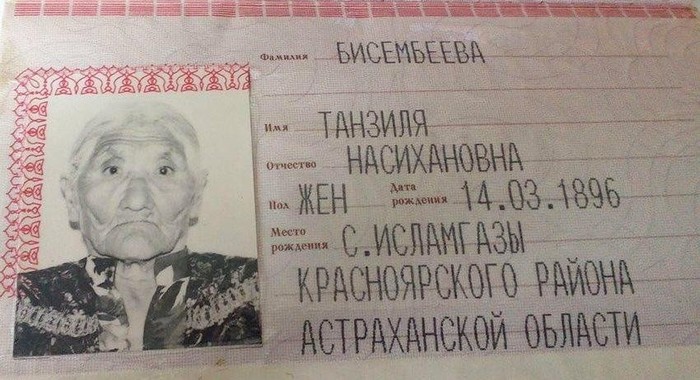 Фамилия БИСЕМБЕЕВА
Имя ТАНЗИЛЯ
Отчество НАСИХАНОВНА
Пол ЖЕН Дата рождения 14.03.1896
Место рождения С.ИСЛАМГАЗЫ
КРАСНОЯРСКОГО РАЙОНА
АСТРАХАНСКОЙ ОБЛАСТИ